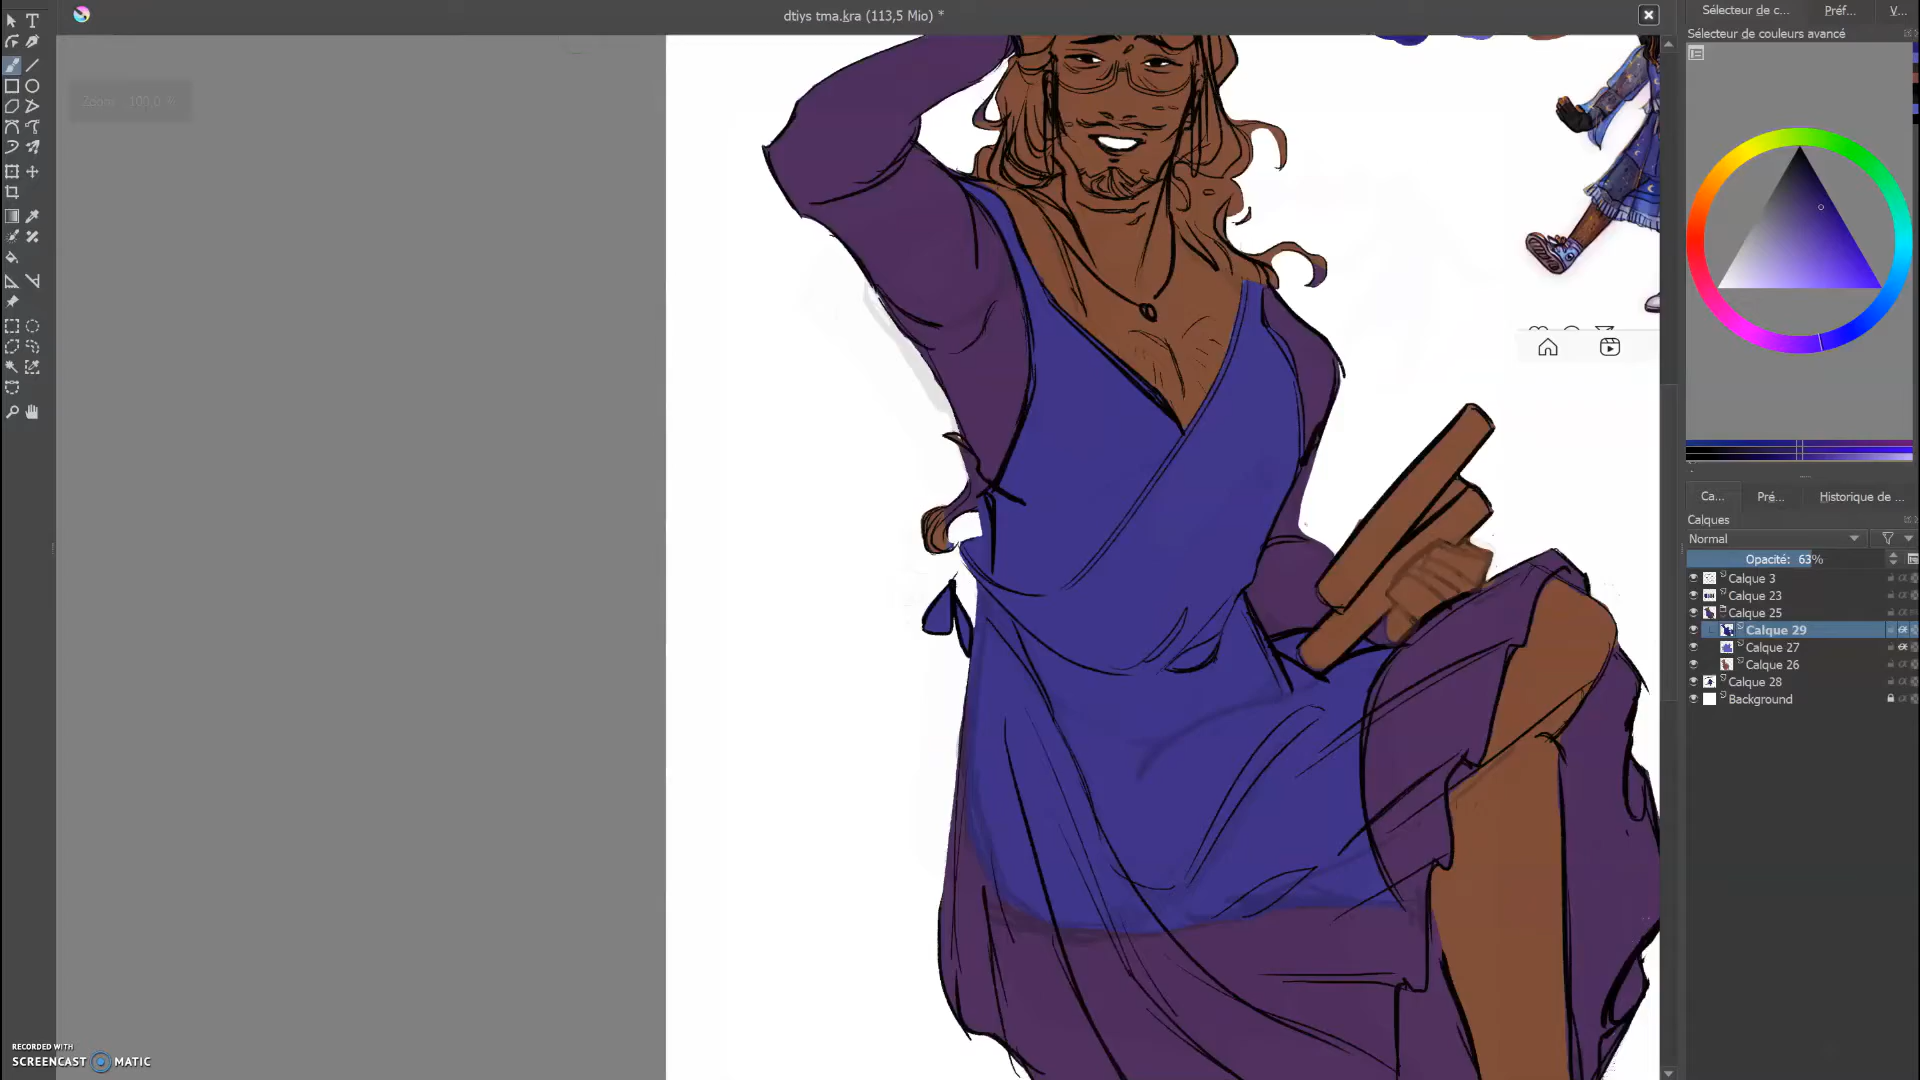 dtiys tma.kra (113,5 Mio) *
Sélecteur de c... Préf... V...
Sélecteur de couleurs avancé
Zoom 100,0 %
Ca... Pré... Historique de ...
Calques
Normal
Opacité: 63%
Calque 3
Calque 23
Calque 25
Calque 29
Calque 27
Calque 26
Calque 28
Background
RECORDED WITH
SCREENCAST MATIC